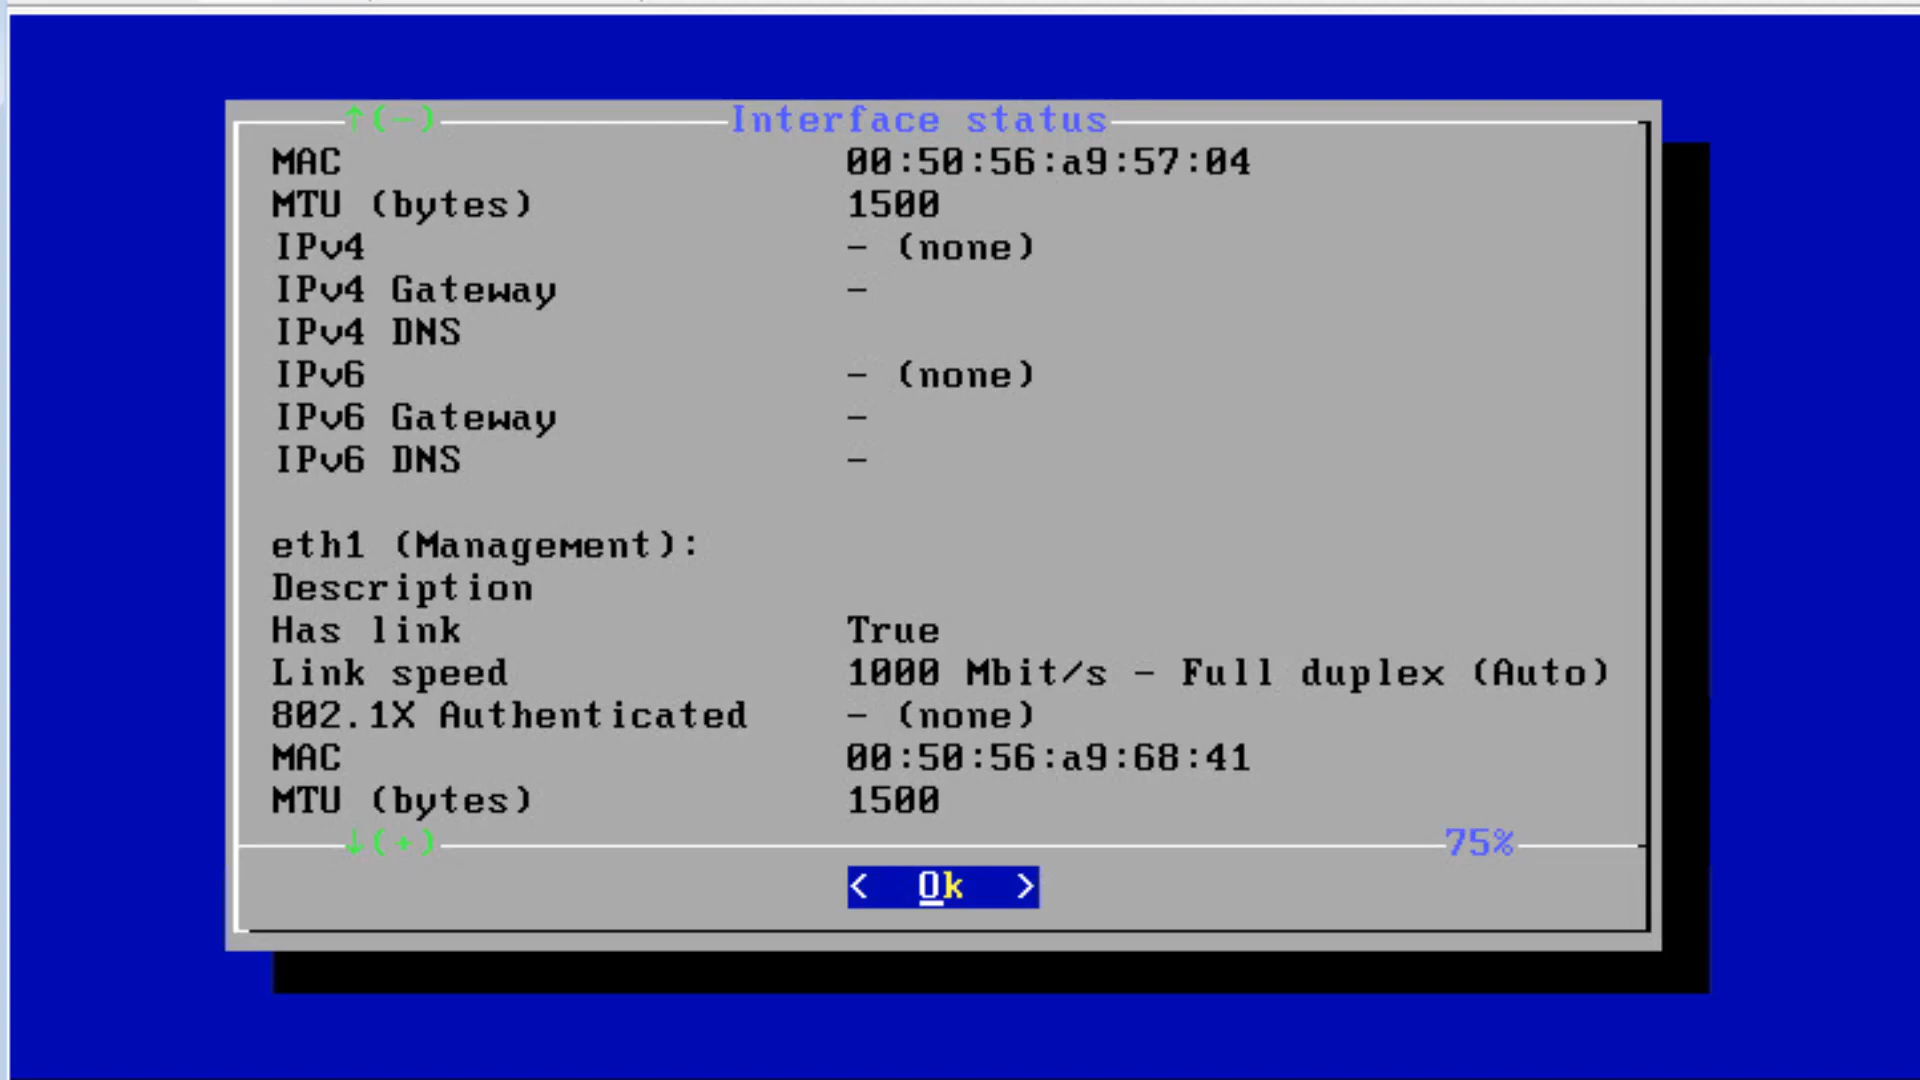 ↑(-) Interface status
MAC 00:50:56:a9:57:04
MTU (bytes) 1500
IPv4 - (none)
IPv4 Gateway -
IPv4 DNS
IPv6 - (none)
IPv6 Gateway -
IPv6 DNS -
eth1 (Management):
Description
Has link True
Link speed 1000 Mbit/s - Full duplex (Auto)
802.1X Authenticated - (none)
MAC 00:50:56:a9:68:41
MTU (bytes) 1500
↓(+) 75%
< Ok >